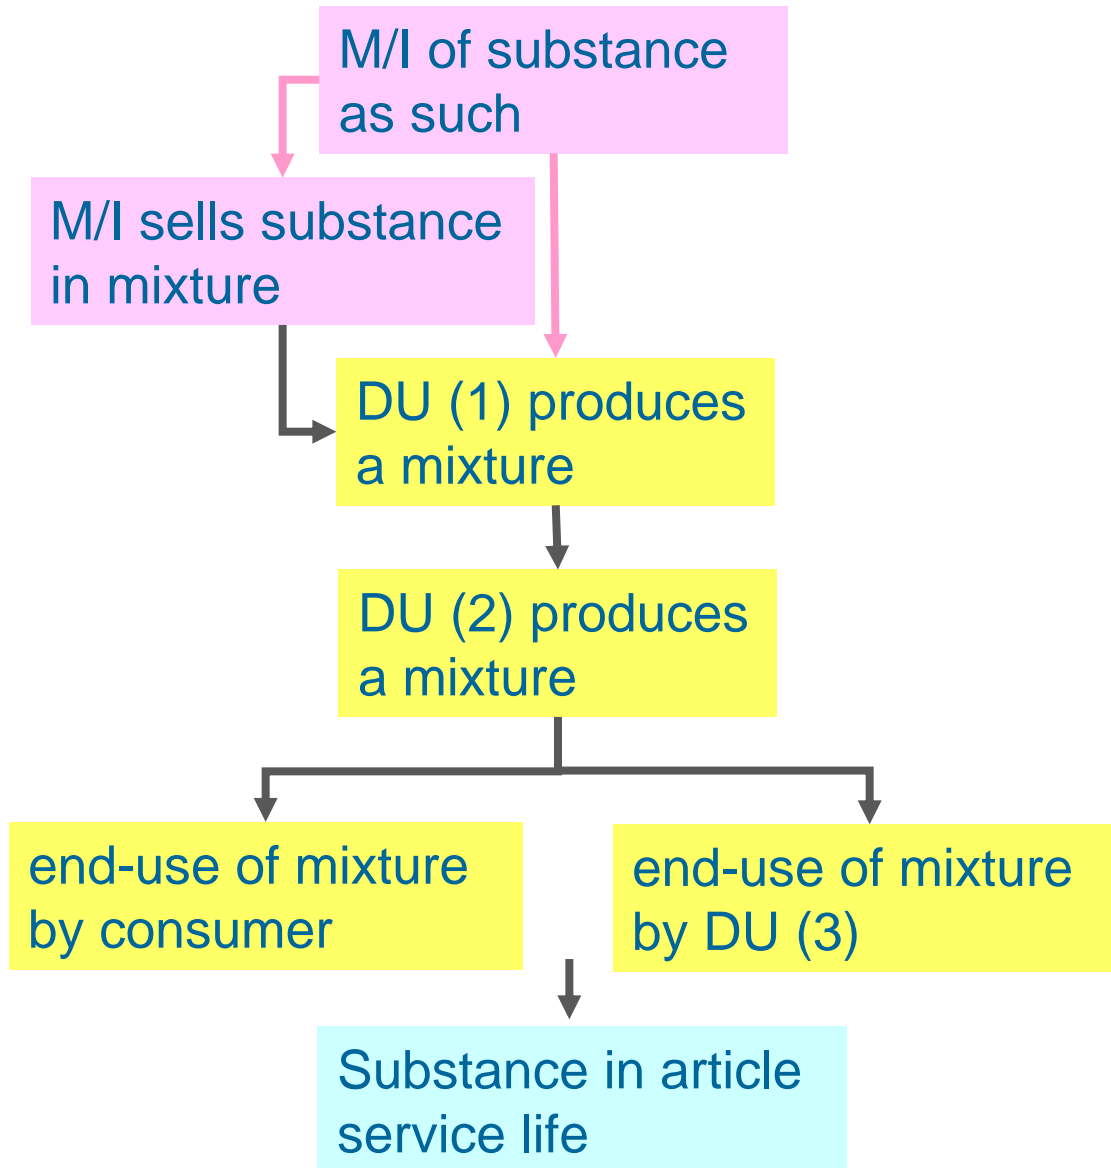 M/I of substance
as such
M/I sells substance
in mixture
DU (1) produces
a mixture
DU (2) produces
a mixture
end-use of mixture
by consumer
end-use of mixture
by DU (3)
Substance in article
service life